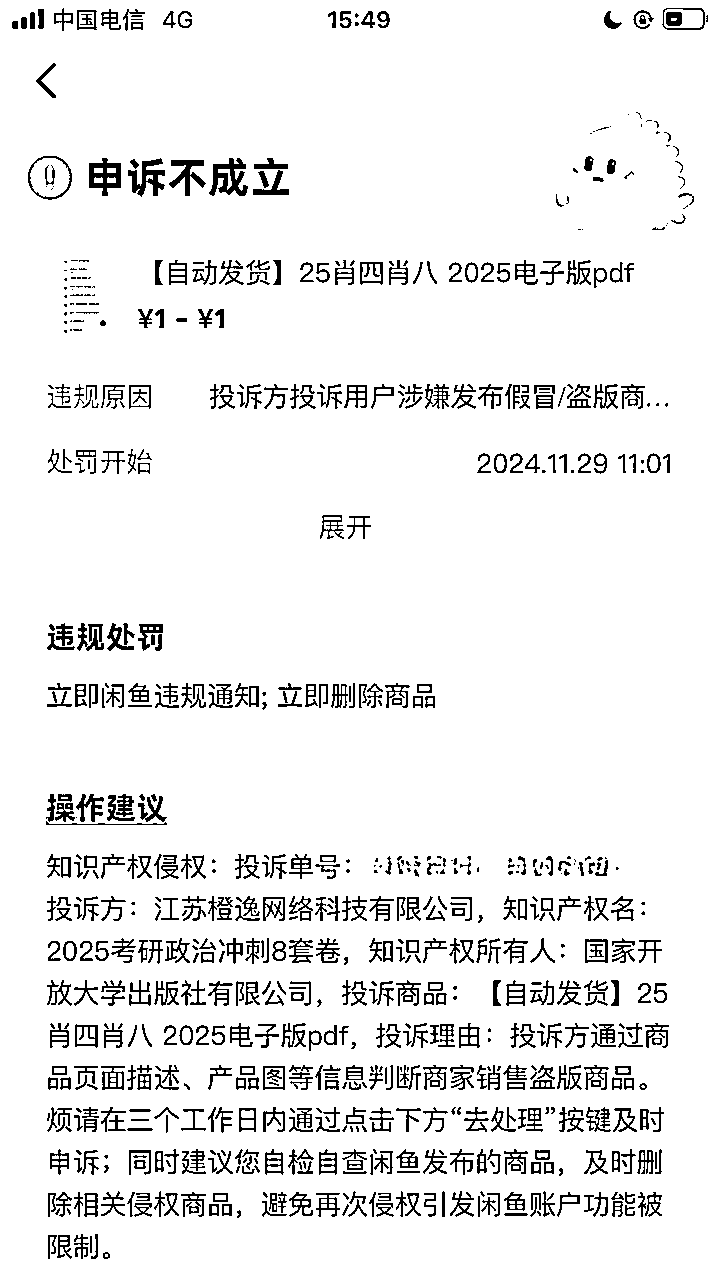 中国电信 4G 15:49
申诉不成立
【自动发货】25肖四肖八 2025电子版pdf
¥1 - ¥1
违规原因 投诉方投诉用户涉嫌发布假冒/盗版商...
处罚开始 2024.11.29 11:01
展开
违规处罚
立即闲鱼违规通知; 立即删除商品
操作建议
知识产权侵权：投诉单号：
投诉方：江苏橙逸网络科技有限公司，知识产权名：
2025考研政治冲刺8套卷，知识产权所有人：国家开
放大学出版社有限公司，投诉商品：【自动发货】25
肖四肖八 2025电子版pdf，投诉理由：投诉方通过商
品页面描述、产品图等信息判断商家销售盗版商品。
烦请在三个工作日内通过点击下方“去处理”按键及时
申诉；同时建议您自检自查闲鱼发布的商品，及时删
除相关侵权商品，避免再次侵权引发闲鱼账户功能被
限制。